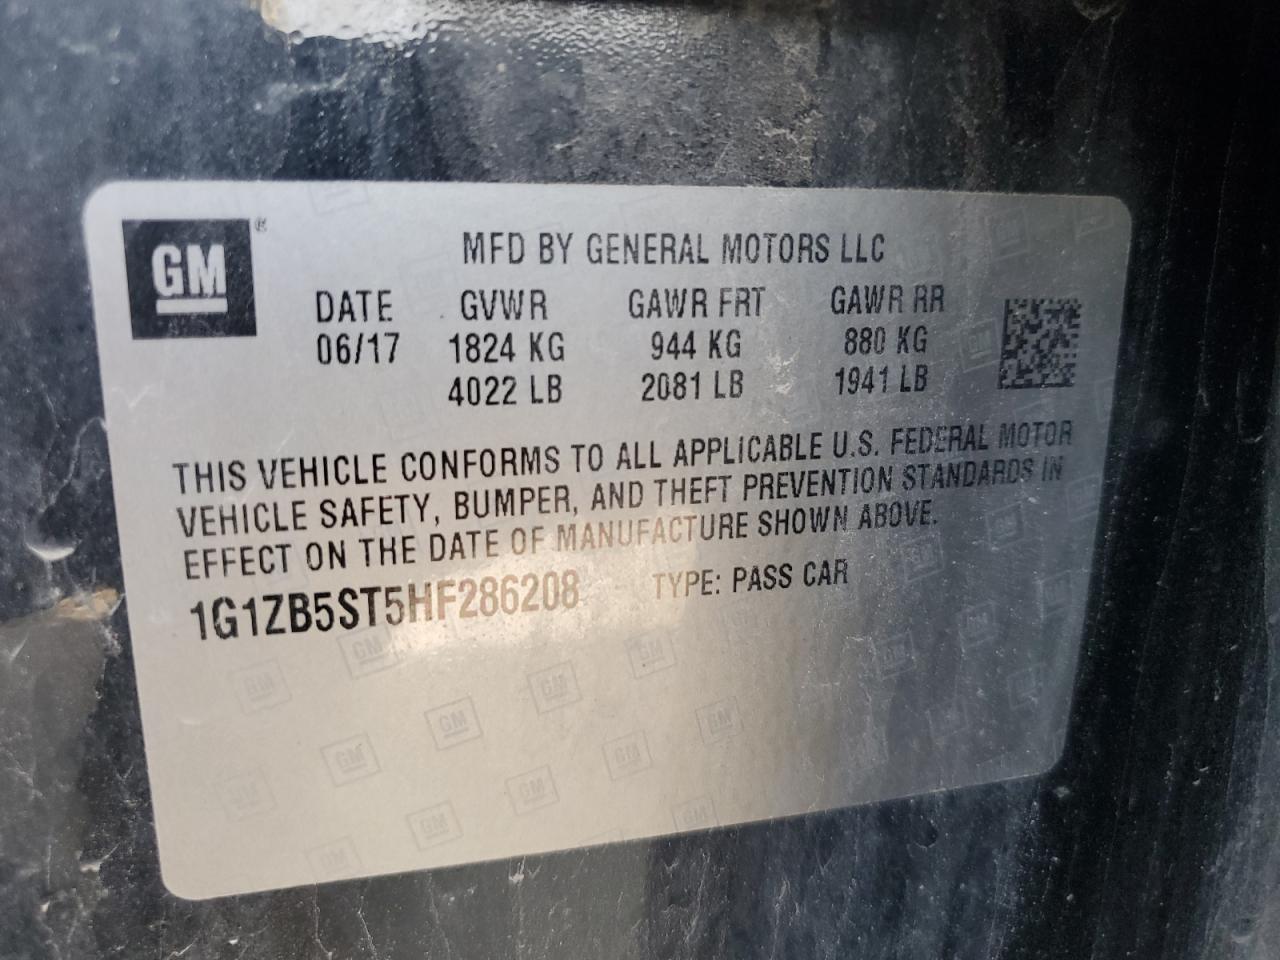 GM ®
MFD BY GENERAL MOTORS LLC
DATE GVWR GAWR FRT GAWR RR
06/17 1824 KG 944 KG 880 KG
4022 LB 2081 LB 1941 LB
THIS VEHICLE CONFORMS TO ALL APPLICABLE U.S. FEDERAL MOTOR
VEHICLE SAFETY, BUMPER, AND THEFT PREVENTION STANDARDS IN
EFFECT ON THE DATE OF MANUFACTURE SHOWN ABOVE.
1G1ZB5ST5HF286208 TYPE: PASS CAR